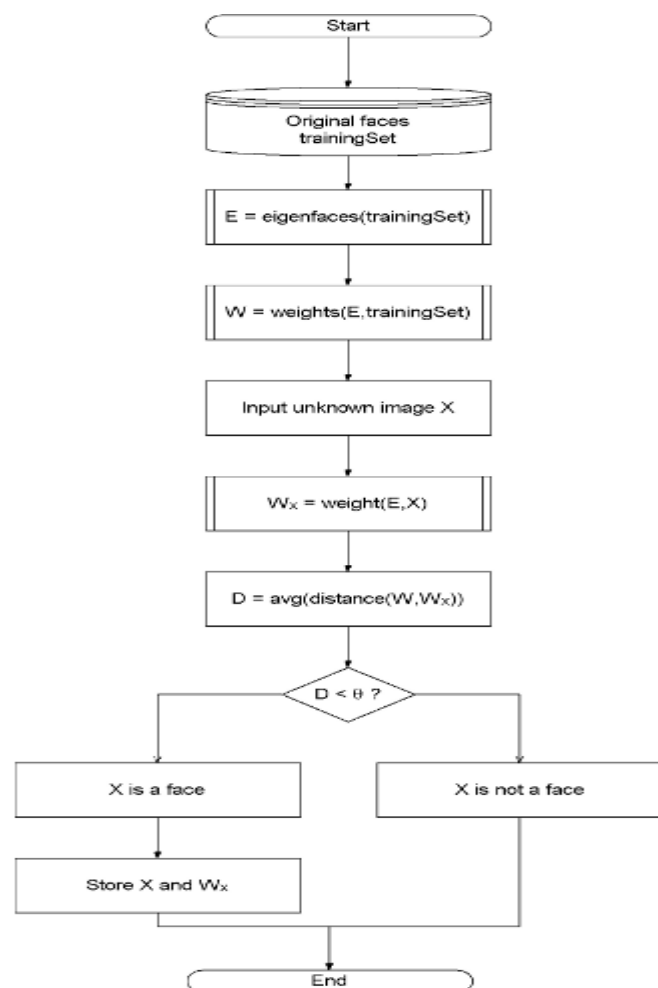 Start
Original faces
trainingSet
E = eigenfaces(trainingSet)
W = weights(E,trainingSet)
Input unknown image X
Wₓ = weight(E,X)
D = avg(distance(W,Wₓ))
D < θ ?
X is a face
X is not a face
Store X and Wₓ
End